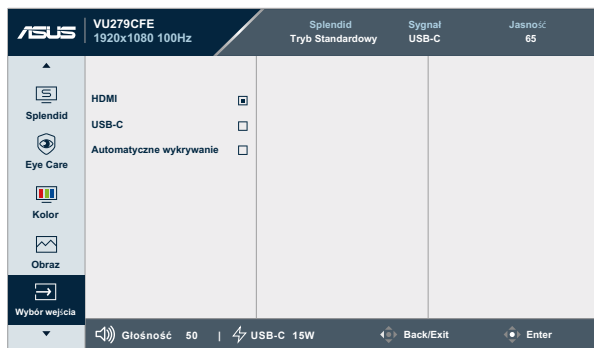 ASUS
VU279CFE
1920x1080 100Hz
Splendid
Tryb Standardowy
Sygnał
USB-C
Jasność
65
Splendid
Eye Care
Kolor
Obraz
Wybór wejścia
HDMI
USB-C
Automatyczne wykrywanie
Głośność 50 | USB-C 15W Back/Exit Enter